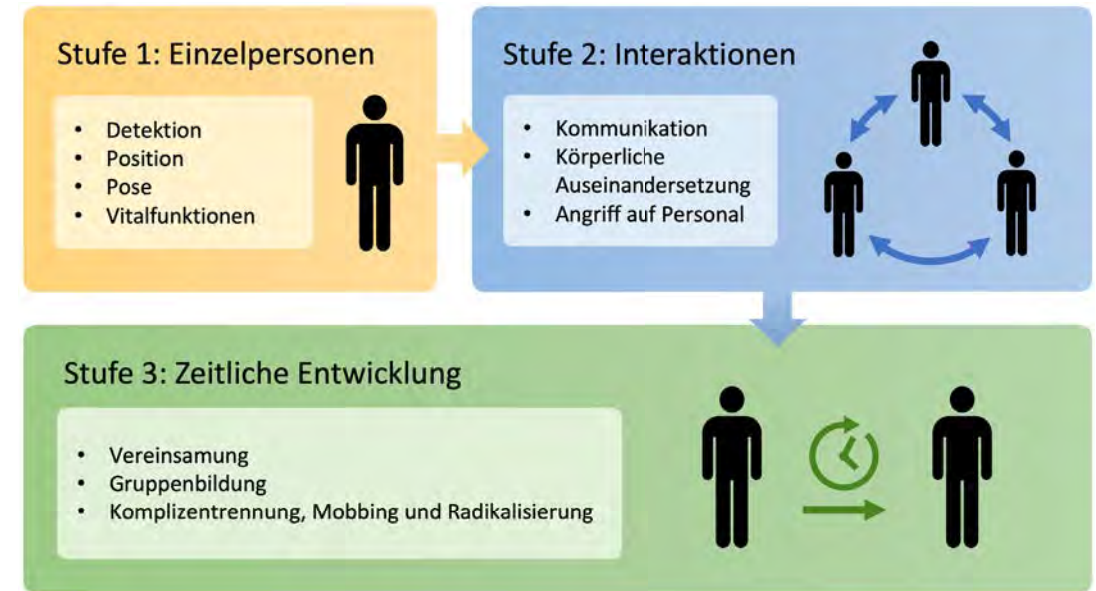 Stufe 1: Einzelpersonen
• Detektion
• Position
• Pose
• Vitalfunktionen
Stufe 2: Interaktionen
• Kommunikation
• Körperliche
Auseinandersetzung
• Angriff auf Personal
Stufe 3: Zeitliche Entwicklung
• Vereinsamung
• Gruppenbildung
• Komplizentrennung, Mobbing und Radikalisierung